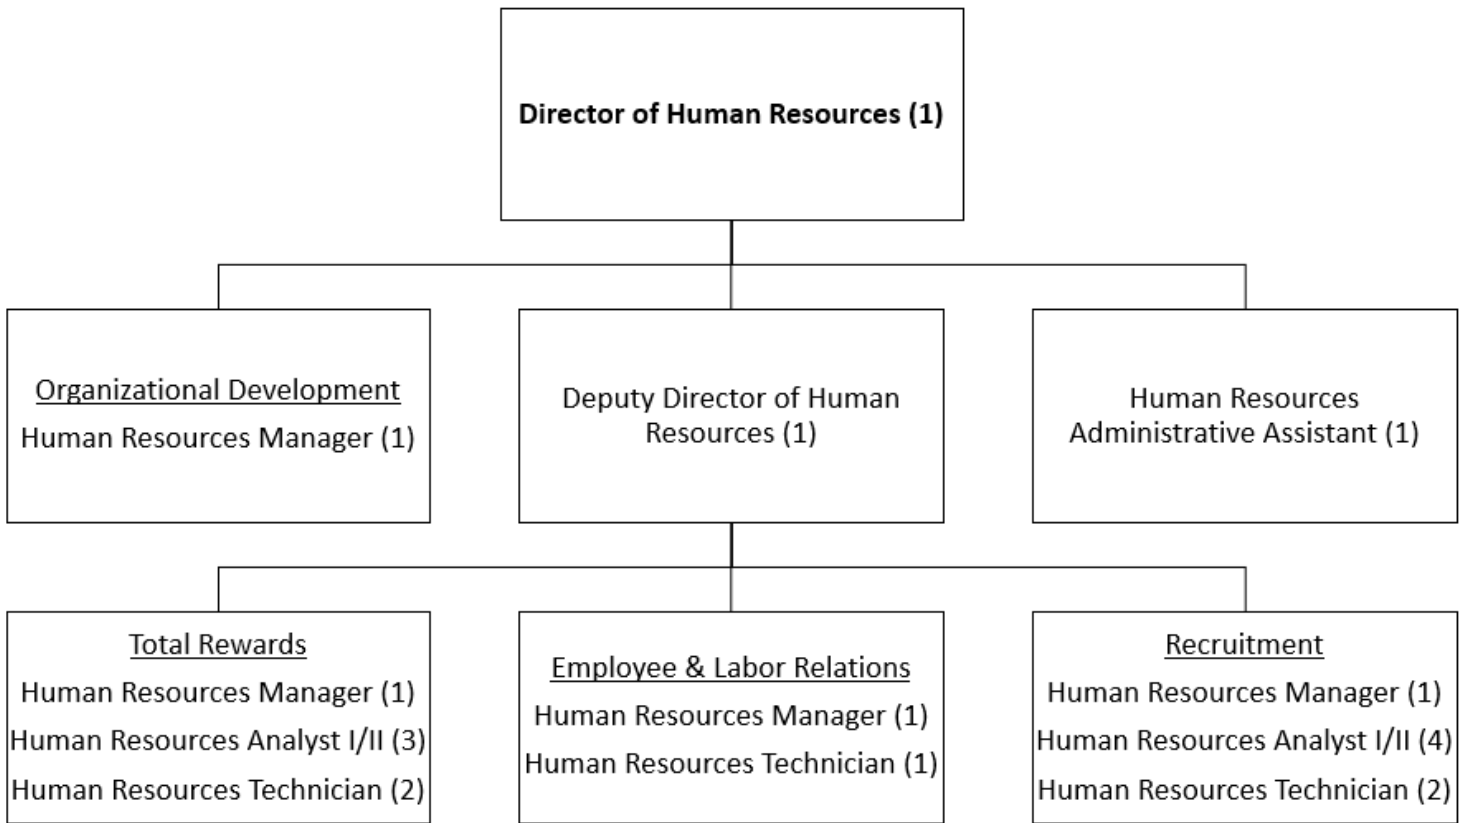 Director of Human Resources (1)
Organizational Development
Human Resources Manager (1)
Deputy Director of Human
Resources (1)
Human Resources
Administrative Assistant (1)
Total Rewards
Human Resources Manager (1)
Human Resources Analyst I/II (3)
Human Resources Technician (2)
Employee & Labor Relations
Human Resources Manager (1)
Human Resources Technician (1)
Recruitment
Human Resources Manager (1)
Human Resources Analyst I/II (4)
Human Resources Technician (2)